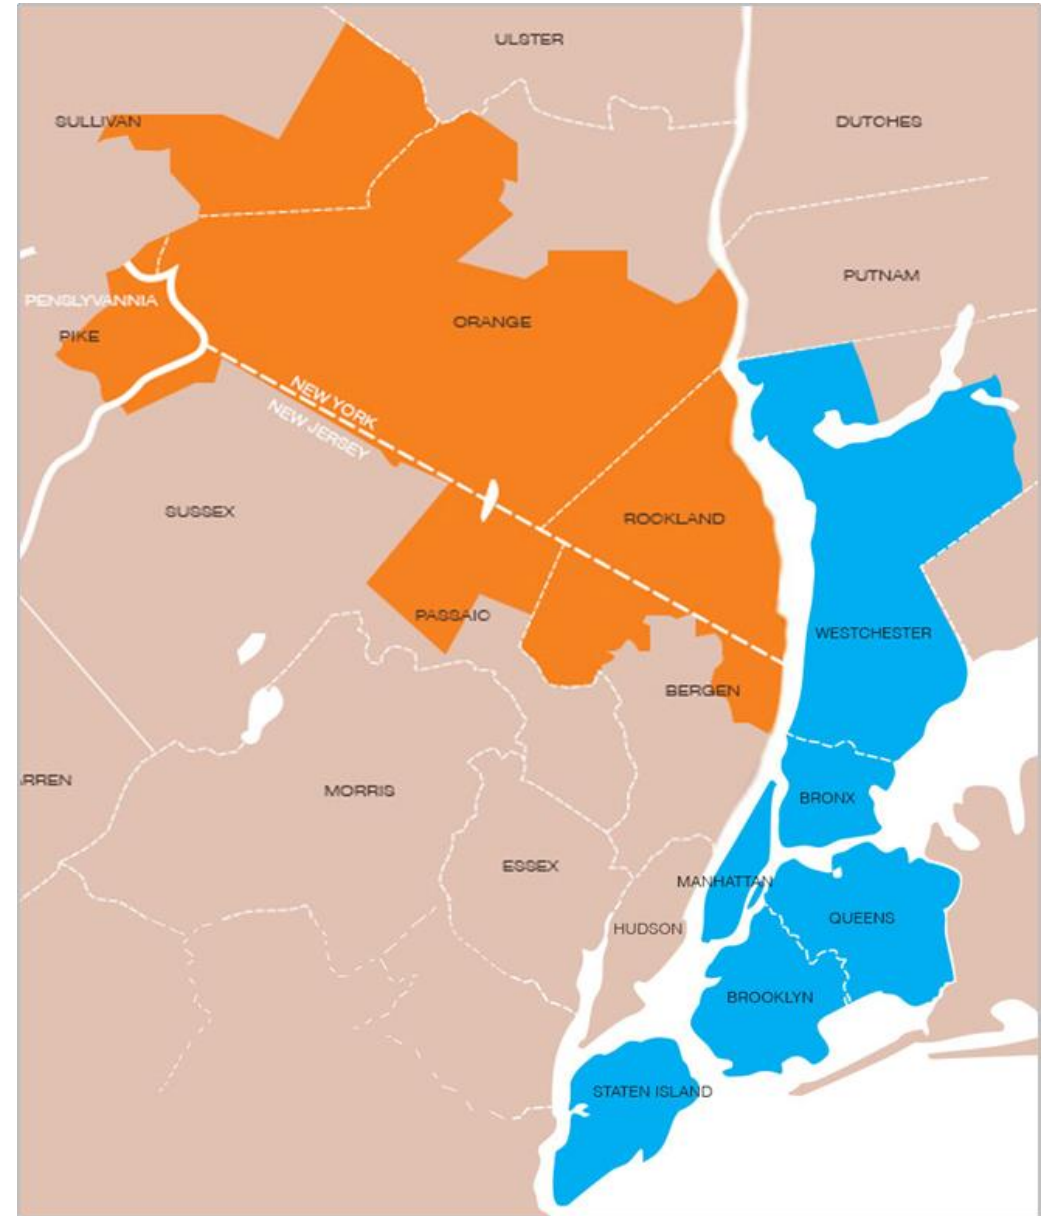 ULSTER
SULLIVAN
DUTCHES
PUTNAM
PENSLYVANNIA
PIKE
ORANGE
NEW YORK
NEW JERSEY
SUSSEX
ROCKLAND
PASSAIC
WESTCHESTER
BERGEN
ARREN
MORRIS
BRONX
ESSEX
MANHATTAN
HUDSON
QUEENS
BROOKLYN
STATEN ISLAND